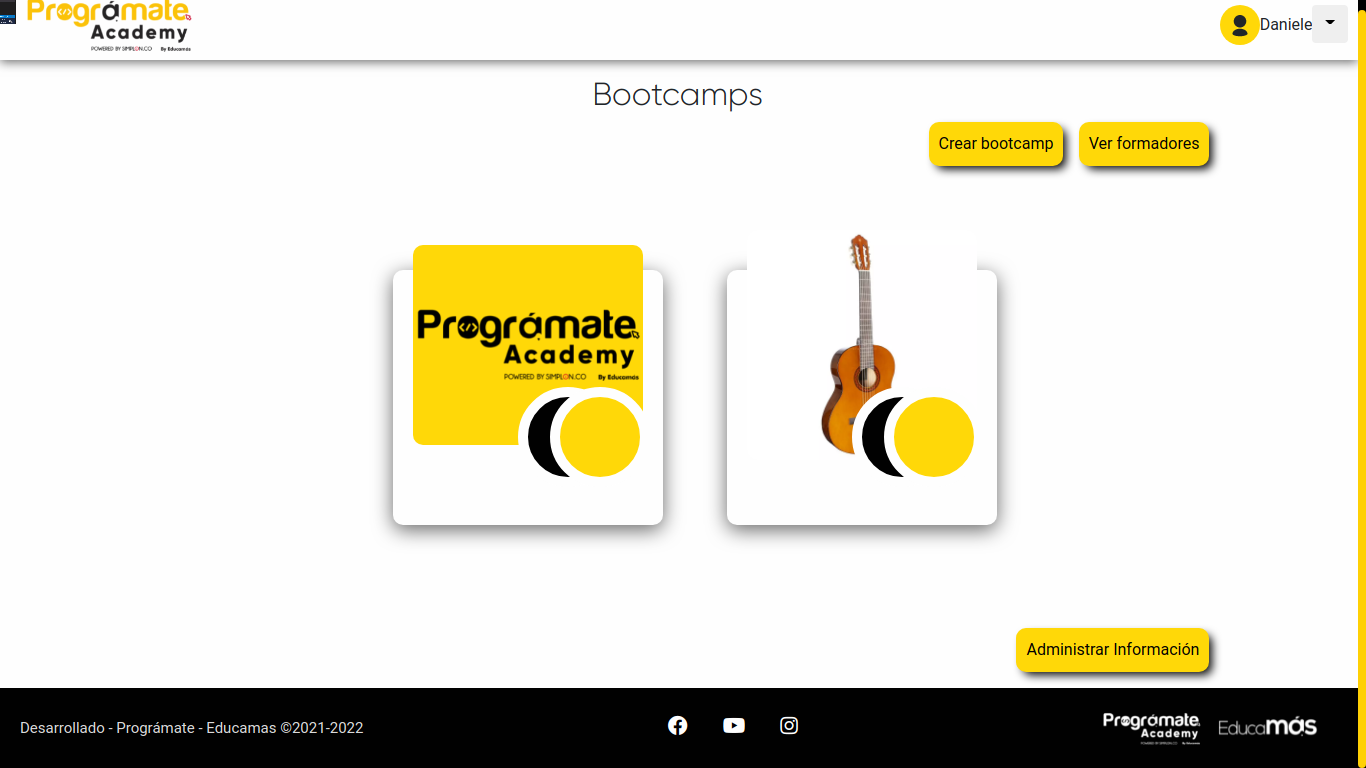 Prográmate
Academy
POWERED BY SIMPLON.CO By Educamás
Daniele
Bootcamps
Crear bootcamp
Ver formadores
Prográmate
Academy
POWERED BY SIMPLON.CO By Educamás
Administrar Información
Desarrollado - Prográmate - Educamas ©2021-2022
Prográmate
Academy
Educamás